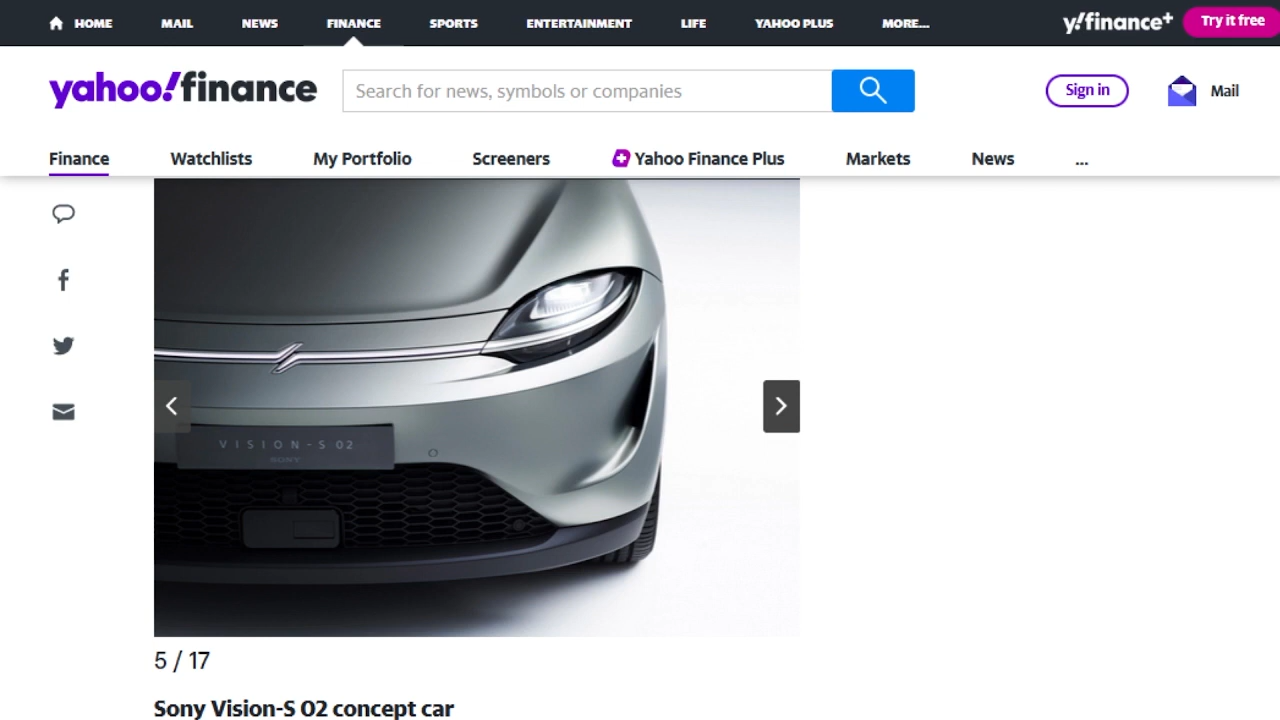 HOME MAIL NEWS FINANCE SPORTS ENTERTAINMENT LIFE YAHOO PLUS MORE...
y!finance+ Try it free
yahoo!finance
Search for news, symbols or companies
Sign in
Mail
Finance Watchlists My Portfolio Screeners Yahoo Finance Plus Markets News ...
VISION-S 02
SONY
5 / 17
Sony Vision-S 02 concept car